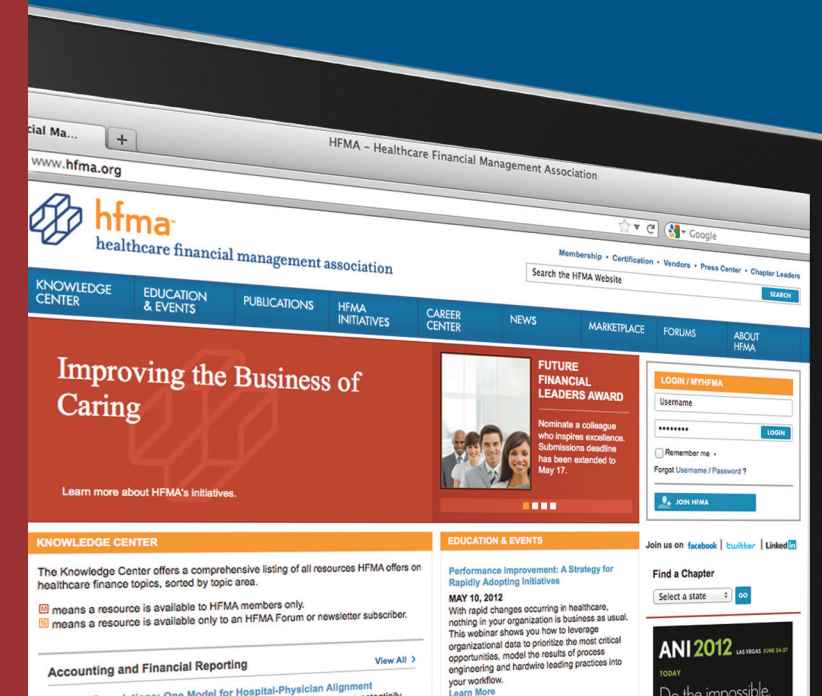 cial Ma...
+
HFMA – Healthcare Financial Management Association
www.hfma.org
Google
hfma
healthcare financial management association
Membership • Certification • Vendors • Press Center • Chapter Leaders
Search the HFMA Website
SEARCH
KNOWLEDGE CENTER
EDUCATION & EVENTS
PUBLICATIONS
HFMA INITIATIVES
CAREER CENTER
NEWS
MARKETPLACE
FORUMS
ABOUT HFMA
Improving the Business of
Caring
Learn more about HFMA's initiatives.
FUTURE
FINANCIAL
LEADERS AWARD
Nominate a colleague
who inspires excellence.
Submissions deadline
has been extended to
May 17.
LOGIN / MYHFMA
Username
••••••••
LOGIN
Remember me •
Forgot Username / Password ?
JOIN HFMA
KNOWLEDGE CENTER
The Knowledge Center offers a comprehensive listing of all resources HFMA offers on
healthcare finance topics, sorted by topic area.
M means a resource is available to HFMA members only.
S means a resource is available only to an HFMA Forum or newsletter subscriber.
Accounting and Financial Reporting
View All >
One Model for Hospital-Physician Alignment
EDUCATION & EVENTS
Performance Improvement: A Strategy for
Rapidly Adopting Initiatives
MAY 10, 2012
With rapid changes occurring in healthcare,
nothing in your organization is business as usual.
This webinar shows you how to leverage
organizational data to prioritize the most critical
opportunities, model the results of process
engineering and hardwire leading practices into
your workflow.
Learn More
Join us on facebook | twitter | Linked in
Find a Chapter
Select a state
GO
ANI 2012 LAS VEGAS JUNE 24-27
TODAY
Do the impossible.